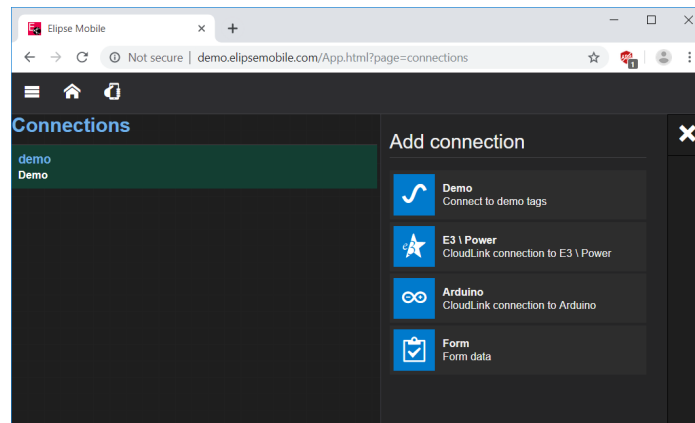 Elipse Mobile
Not secure | demo.elipsemobile.com/App.html?page=connections
1
Connections
demo
Demo
Add connection
Demo
Connect to demo tags
E3 \ Power
CloudLink connection to E3 \ Power
Arduino
CloudLink connection to Arduino
Form
Form data